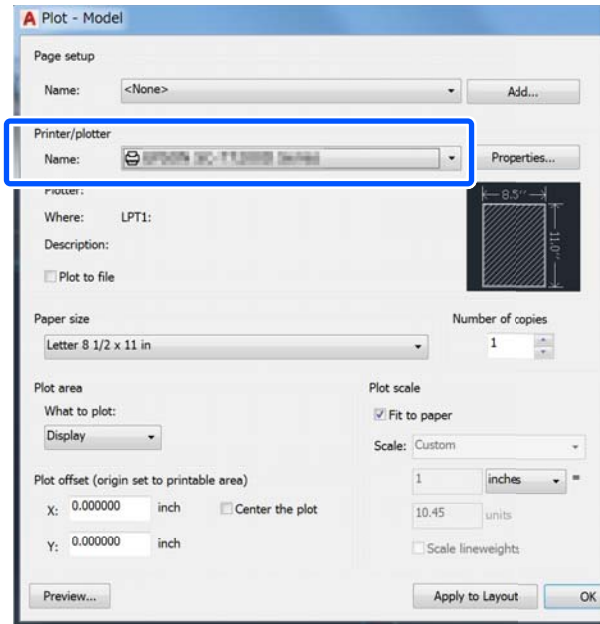 Plot - Model
Page setup
Name: <None> Add...
Printer/plotter
Name: Properties...
Plotter:
Where: LPT1:
Description:
Plot to file
8.5''
11.0''
Paper size
Number of copies
Letter 8 1/2 x 11 in
1
Plot area
Plot scale
What to plot:
Fit to paper
Display
Scale: Custom
Plot offset (origin set to printable area)
1 inches =
X: 0.000000 inch Center the plot
10.45 units
Y: 0.000000 inch
Scale lineweights
Preview... Apply to Layout OK